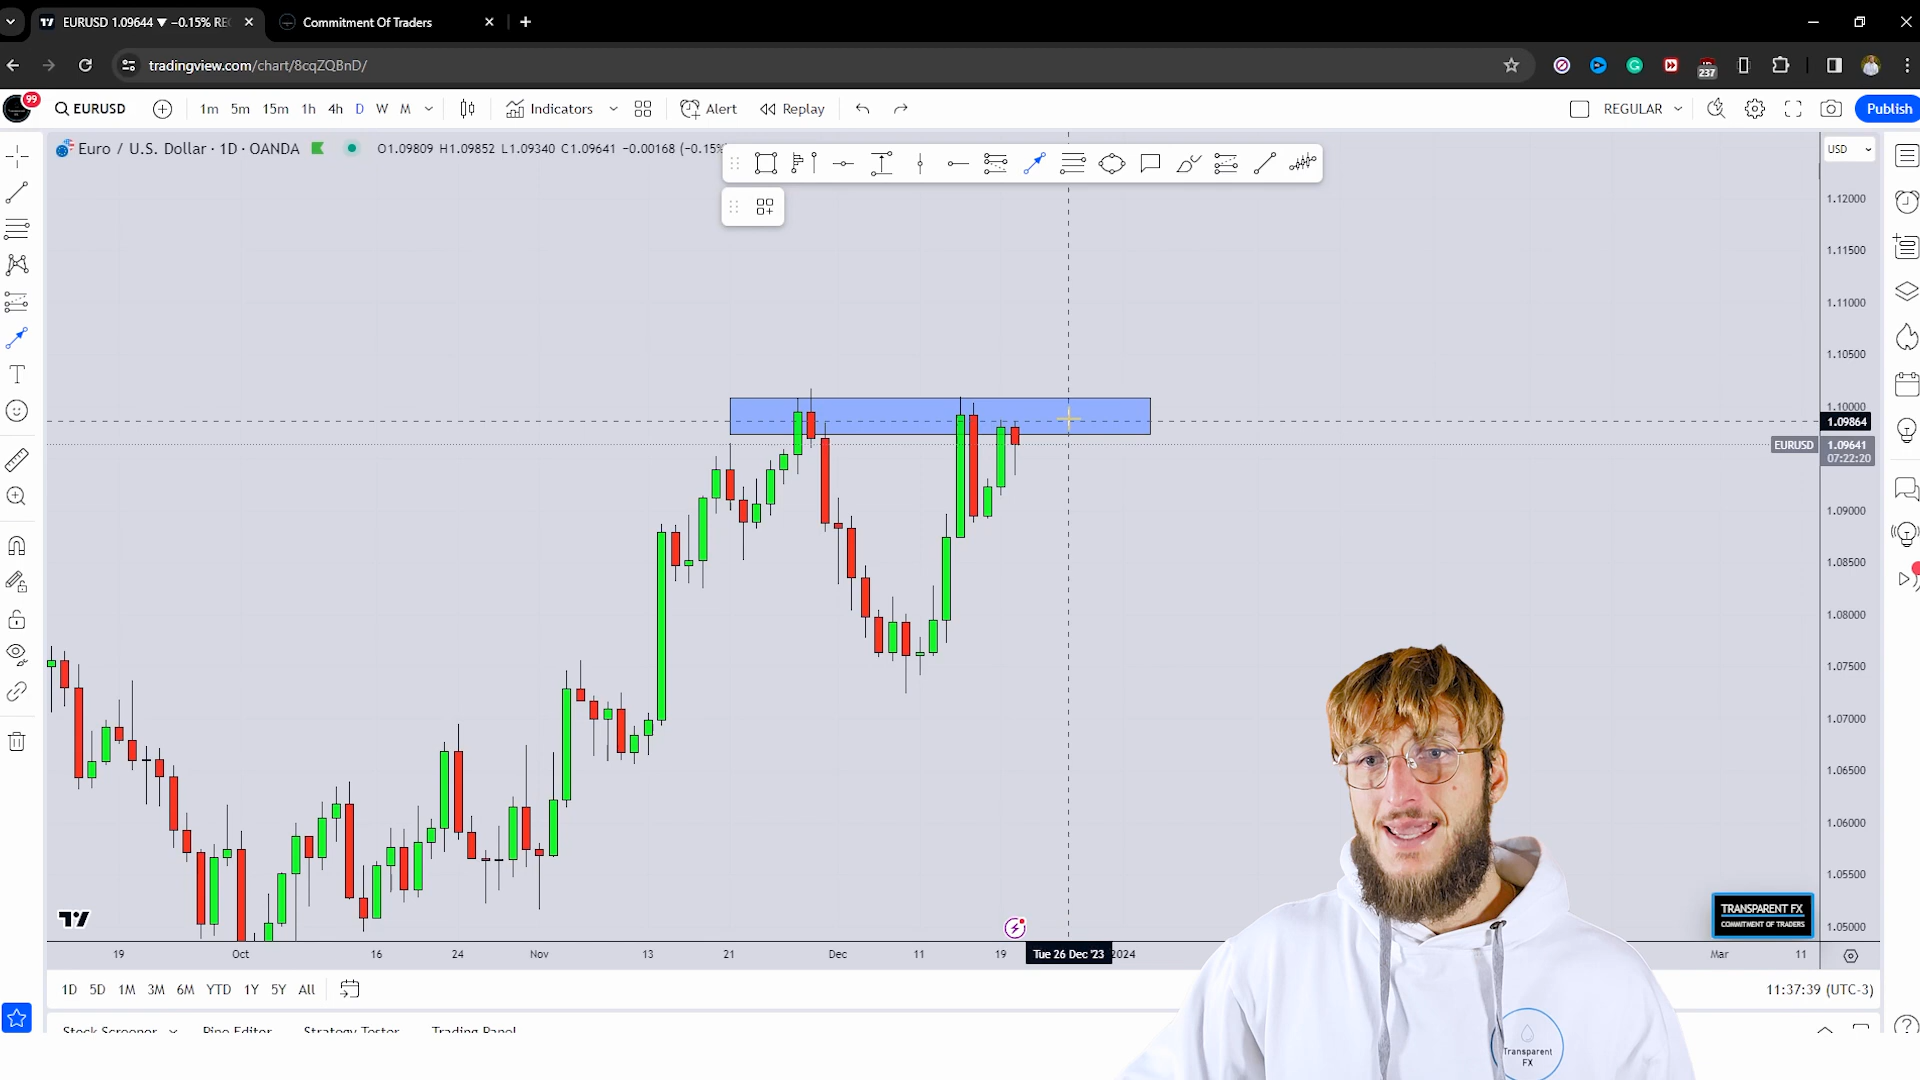 EURUSD 1.09644 ▼ −0.15% RE
Commitment Of Traders
tradingview.com/chart/8cqZQBnD/
237
99
EURUSD
1m 5m 15m 1h 4h D W M
Indicators
Alert
Replay
REGULAR
Publish
Euro / U.S. Dollar · 1D · OANDA
O1.09809 H1.09852 L1.09340 C1.09641 −0.00168 (−0.15%
USD
1.12000
1.11500
1.11000
1.10500
1.10000
1.09864
EURUSD 1.09641
07:22:20
1.09000
1.08500
1.08000
1.07500
1.07000
1.06500
1.06000
1.05500
1.05000
TRANSPARENT FX
COMMITMENT OF TRADERS
19 Oct 16 24 Nov 13 21 Dec 11 19 Tue 26 Dec '23 2024 Mar 11
1D 5D 1M 3M 6M YTD 1Y 5Y All
11:37:39 (UTC-3)
Stock Screener Pine Editor Strategy Tester Trading Panel
Transparent
FX